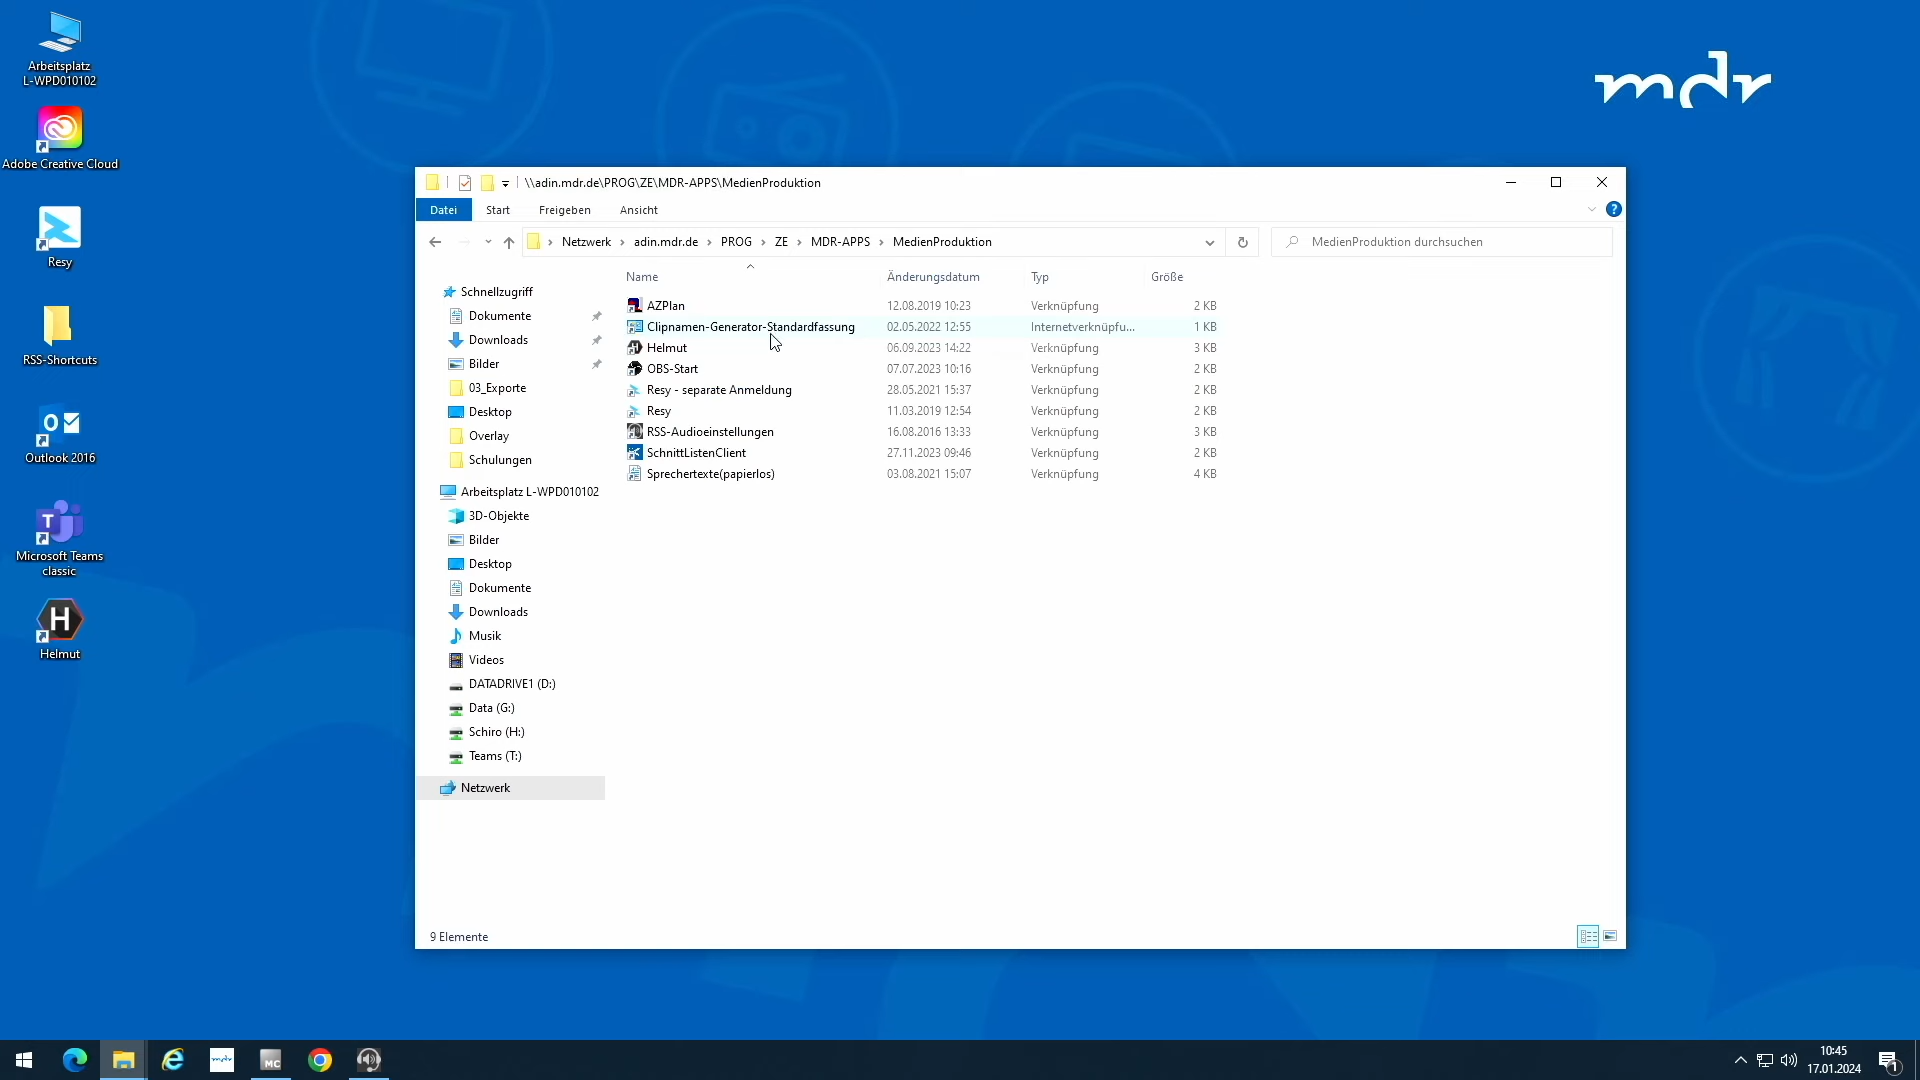 Arbeitsplatz
L-WPD010102
Adobe Creative Cloud
Resy
RSS-Shortcuts
Outlook 2016
Microsoft Teams
classic
Helmut
mdr
\\adin.mdr.de\PROG\ZE\MDR-APPS\MedienProduktion
Datei Start Freigeben Ansicht
Netzwerk adin.mdr.de PROG ZE MDR-APPS MedienProduktion
MedienProduktion durchsuchen
Name Änderungsdatum Typ Größe
AZPlan 12.08.2019 10:23 Verknüpfung 2 KB
Clipnamen-Generator-Standardfassung 02.05.2022 12:55 Internetverknüpfu... 1 KB
Helmut 06.09.2023 14:22 Verknüpfung 3 KB
OBS-Start 07.07.2023 10:16 Verknüpfung 2 KB
Resy - separate Anmeldung 28.05.2021 15:37 Verknüpfung 2 KB
Resy 11.03.2019 12:54 Verknüpfung 2 KB
RSS-Audioeinstellungen 16.08.2016 13:33 Verknüpfung 3 KB
SchnittListenClient 27.11.2023 09:46 Verknüpfung 2 KB
Sprechertexte(papierlos) 03.08.2021 15:07 Verknüpfung 4 KB
Schnellzugriff
Dokumente
Downloads
Bilder
03_Exporte
Desktop
Overlay
Schulungen
Arbeitsplatz L-WPD010102
3D-Objekte
Bilder
Desktop
Dokumente
Downloads
Musik
Videos
DATADRIVE1 (D:)
Data (G:)
Schiro (H:)
Teams (T:)
Netzwerk
9 Elemente
mdr
MC
10:45
17.01.2024
1